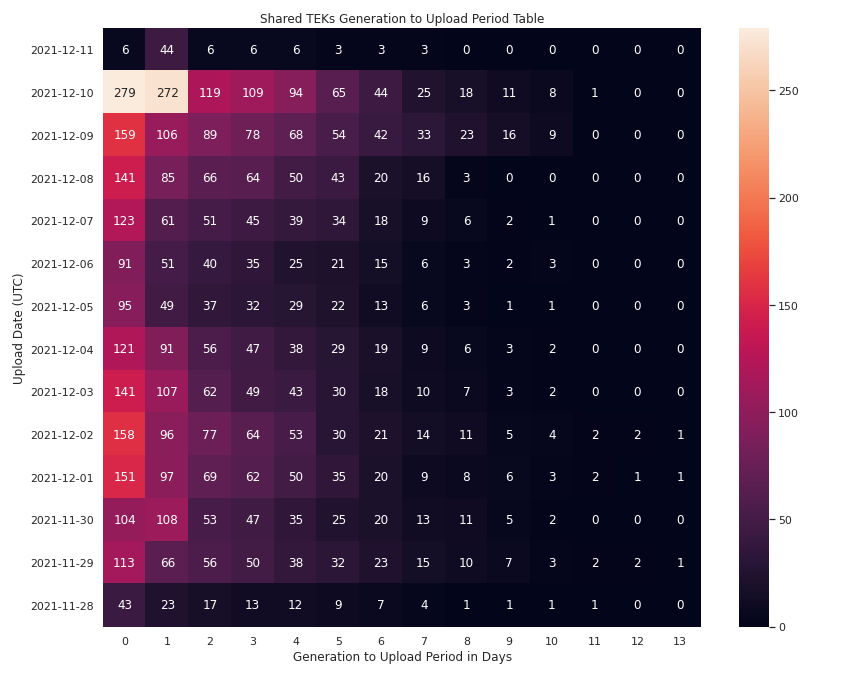 Shared TEKs Generation to Upload Period Table
Upload Date (UTC)
2021-12-11 6 44 6 6 6 3 3 3 0 0 0 0 0 0
2021-12-10 279 272 119 109 94 65 44 25 18 11 8 1 0 0
2021-12-09 159 106 89 78 68 54 42 33 23 16 9 0 0 0
2021-12-08 141 85 66 64 50 43 20 16 3 0 0 0 0 0
2021-12-07 123 61 51 45 39 34 18 9 6 2 1 0 0 0
2021-12-06 91 51 40 35 25 21 15 6 3 2 3 0 0 0
2021-12-05 95 49 37 32 29 22 13 6 3 1 1 0 0 0
2021-12-04 121 91 56 47 38 29 19 9 6 3 2 0 0 0
2021-12-03 141 107 62 49 43 30 18 10 7 3 2 0 0 0
2021-12-02 158 96 77 64 53 30 21 14 11 5 4 2 2 1
2021-12-01 151 97 69 62 50 35 20 9 8 6 3 2 1 1
2021-11-30 104 108 53 47 35 25 20 13 11 5 2 0 0 0
2021-11-29 113 66 56 50 38 32 23 15 10 7 3 2 2 1
2021-11-28 43 23 17 13 12 9 7 4 1 1 1 1 0 0
0 1 2 3 4 5 6 7 8 9 10 11 12 13
Generation to Upload Period in Days
250
200
150
100
50
0